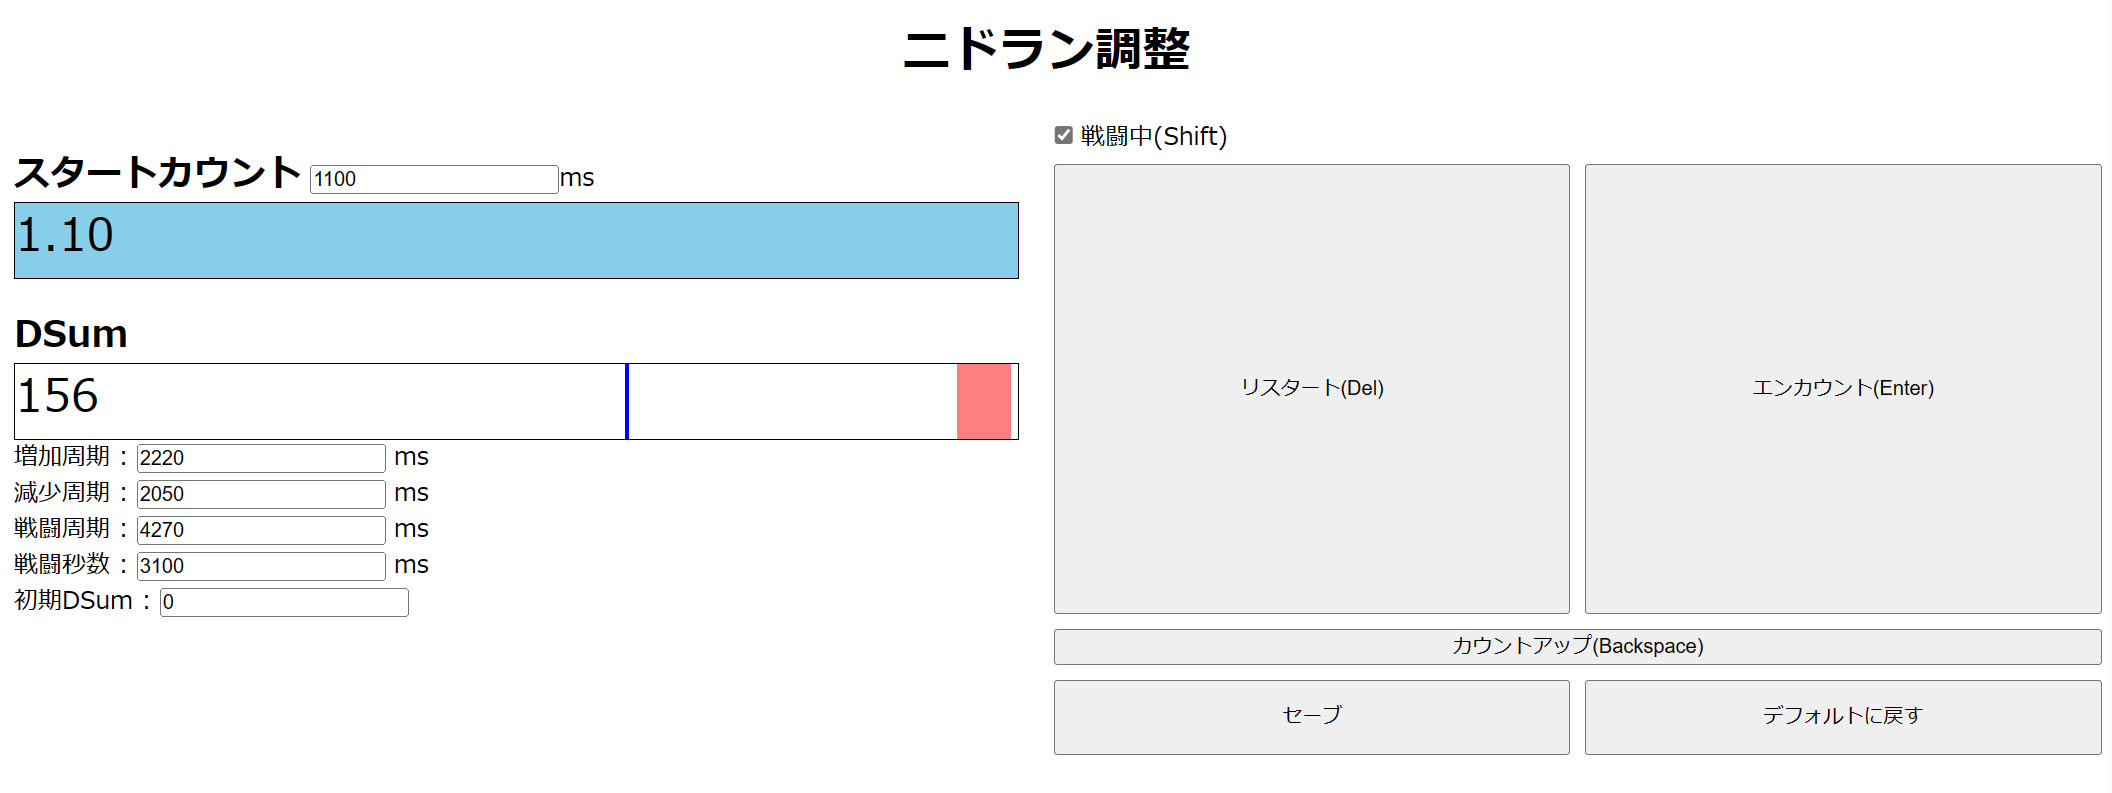 ニドラン調整
スタートカウント 1100 ms
1.10
DSum
156
増加周期：2220 ms
減少周期：2050 ms
戦闘周期：4270 ms
戦闘秒数：3100 ms
初期DSum：0
戦闘中(Shift)
リスタート(Del)
エンカウント(Enter)
カウントアップ(Backspace)
セーブ
デフォルトに戻す